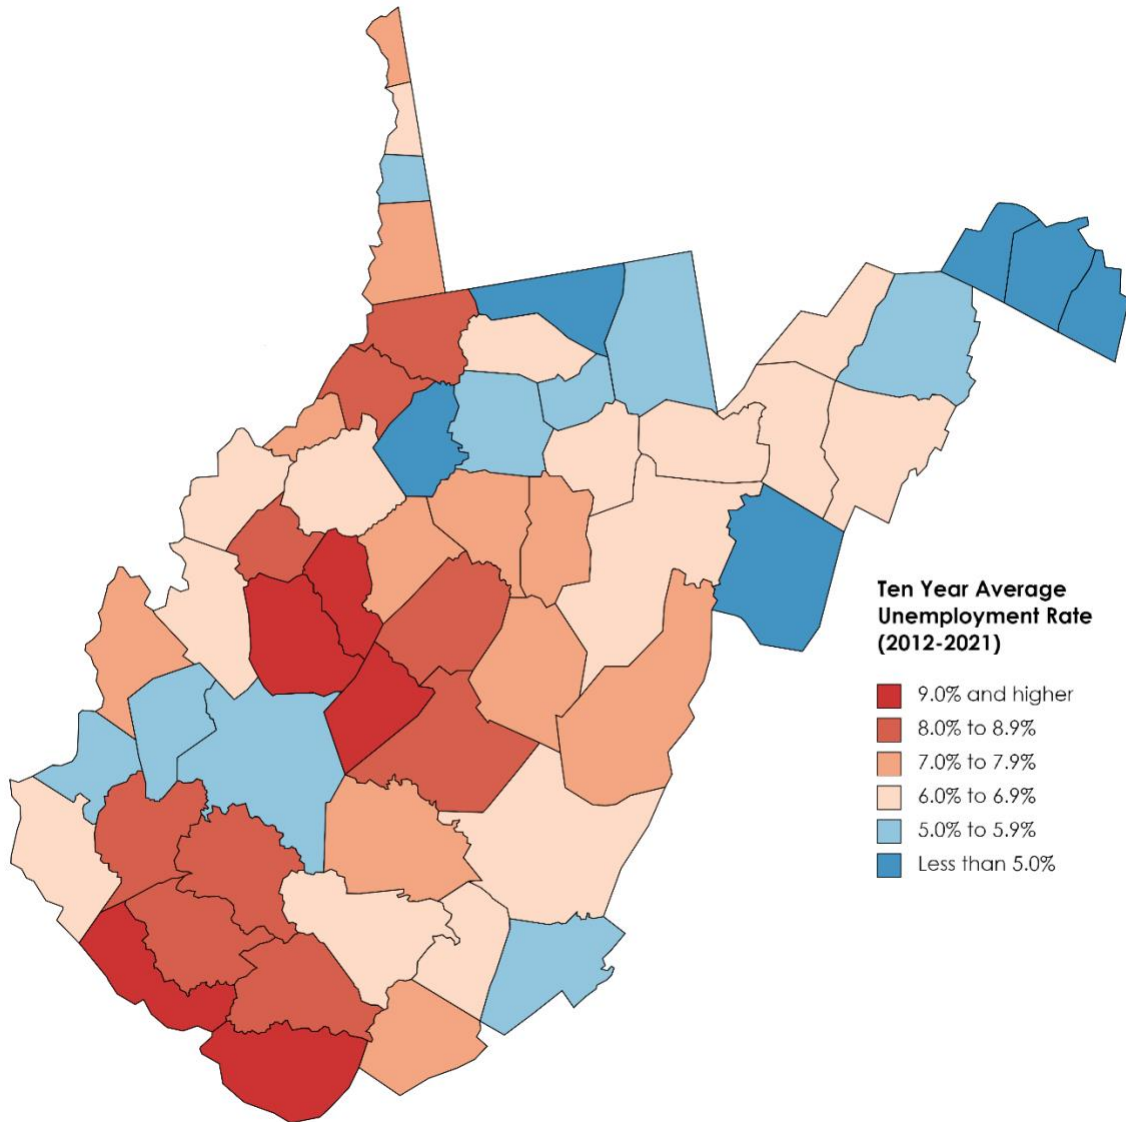 Ten Year Average
Unemployment Rate
(2012-2021)
9.0% and higher
8.0% to 8.9%
7.0% to 7.9%
6.0% to 6.9%
5.0% to 5.9%
Less than 5.0%